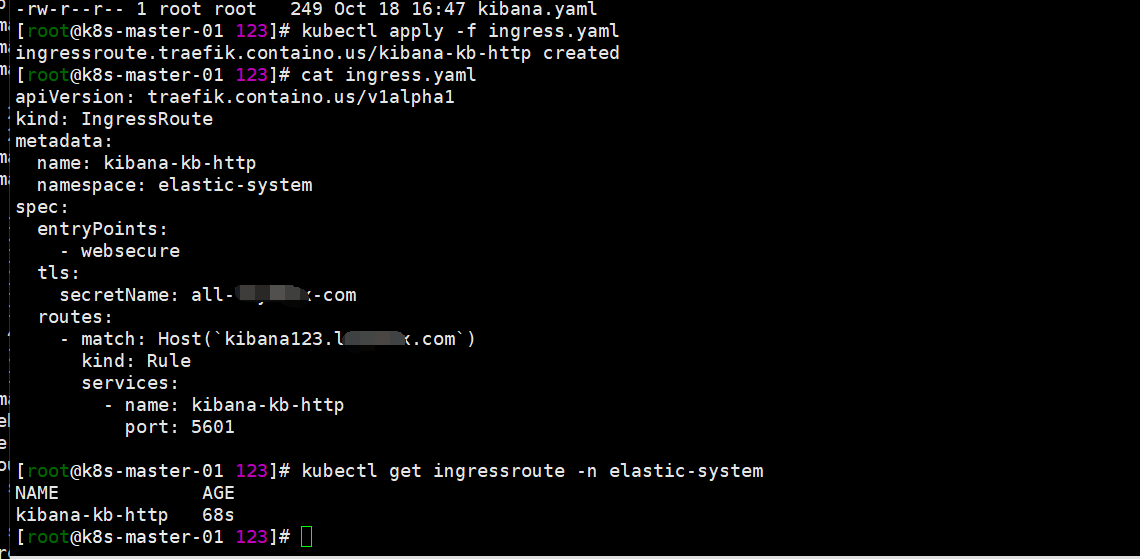 -rw-r--r-- 1 root root   249 Oct 18 16:47 kibana.yaml
[root@k8s-master-01 123]# kubectl apply -f ingress.yaml
ingressroute.traefik.containo.us/kibana-kb-http created
[root@k8s-master-01 123]# cat ingress.yaml
apiVersion: traefik.containo.us/v1alpha1
kind: IngressRoute
metadata:
  name: kibana-kb-http
  namespace: elastic-system
spec:
  entryPoints:
    - websecure
  tls:
    secretName: all- -com
  routes:
    - match: Host(`kibana123.l x.com`)
      kind: Rule
      services:
        - name: kibana-kb-http
          port: 5601
[root@k8s-master-01 123]# kubectl get ingressroute -n elastic-system
NAME             AGE
kibana-kb-http   68s
[root@k8s-master-01 123]#